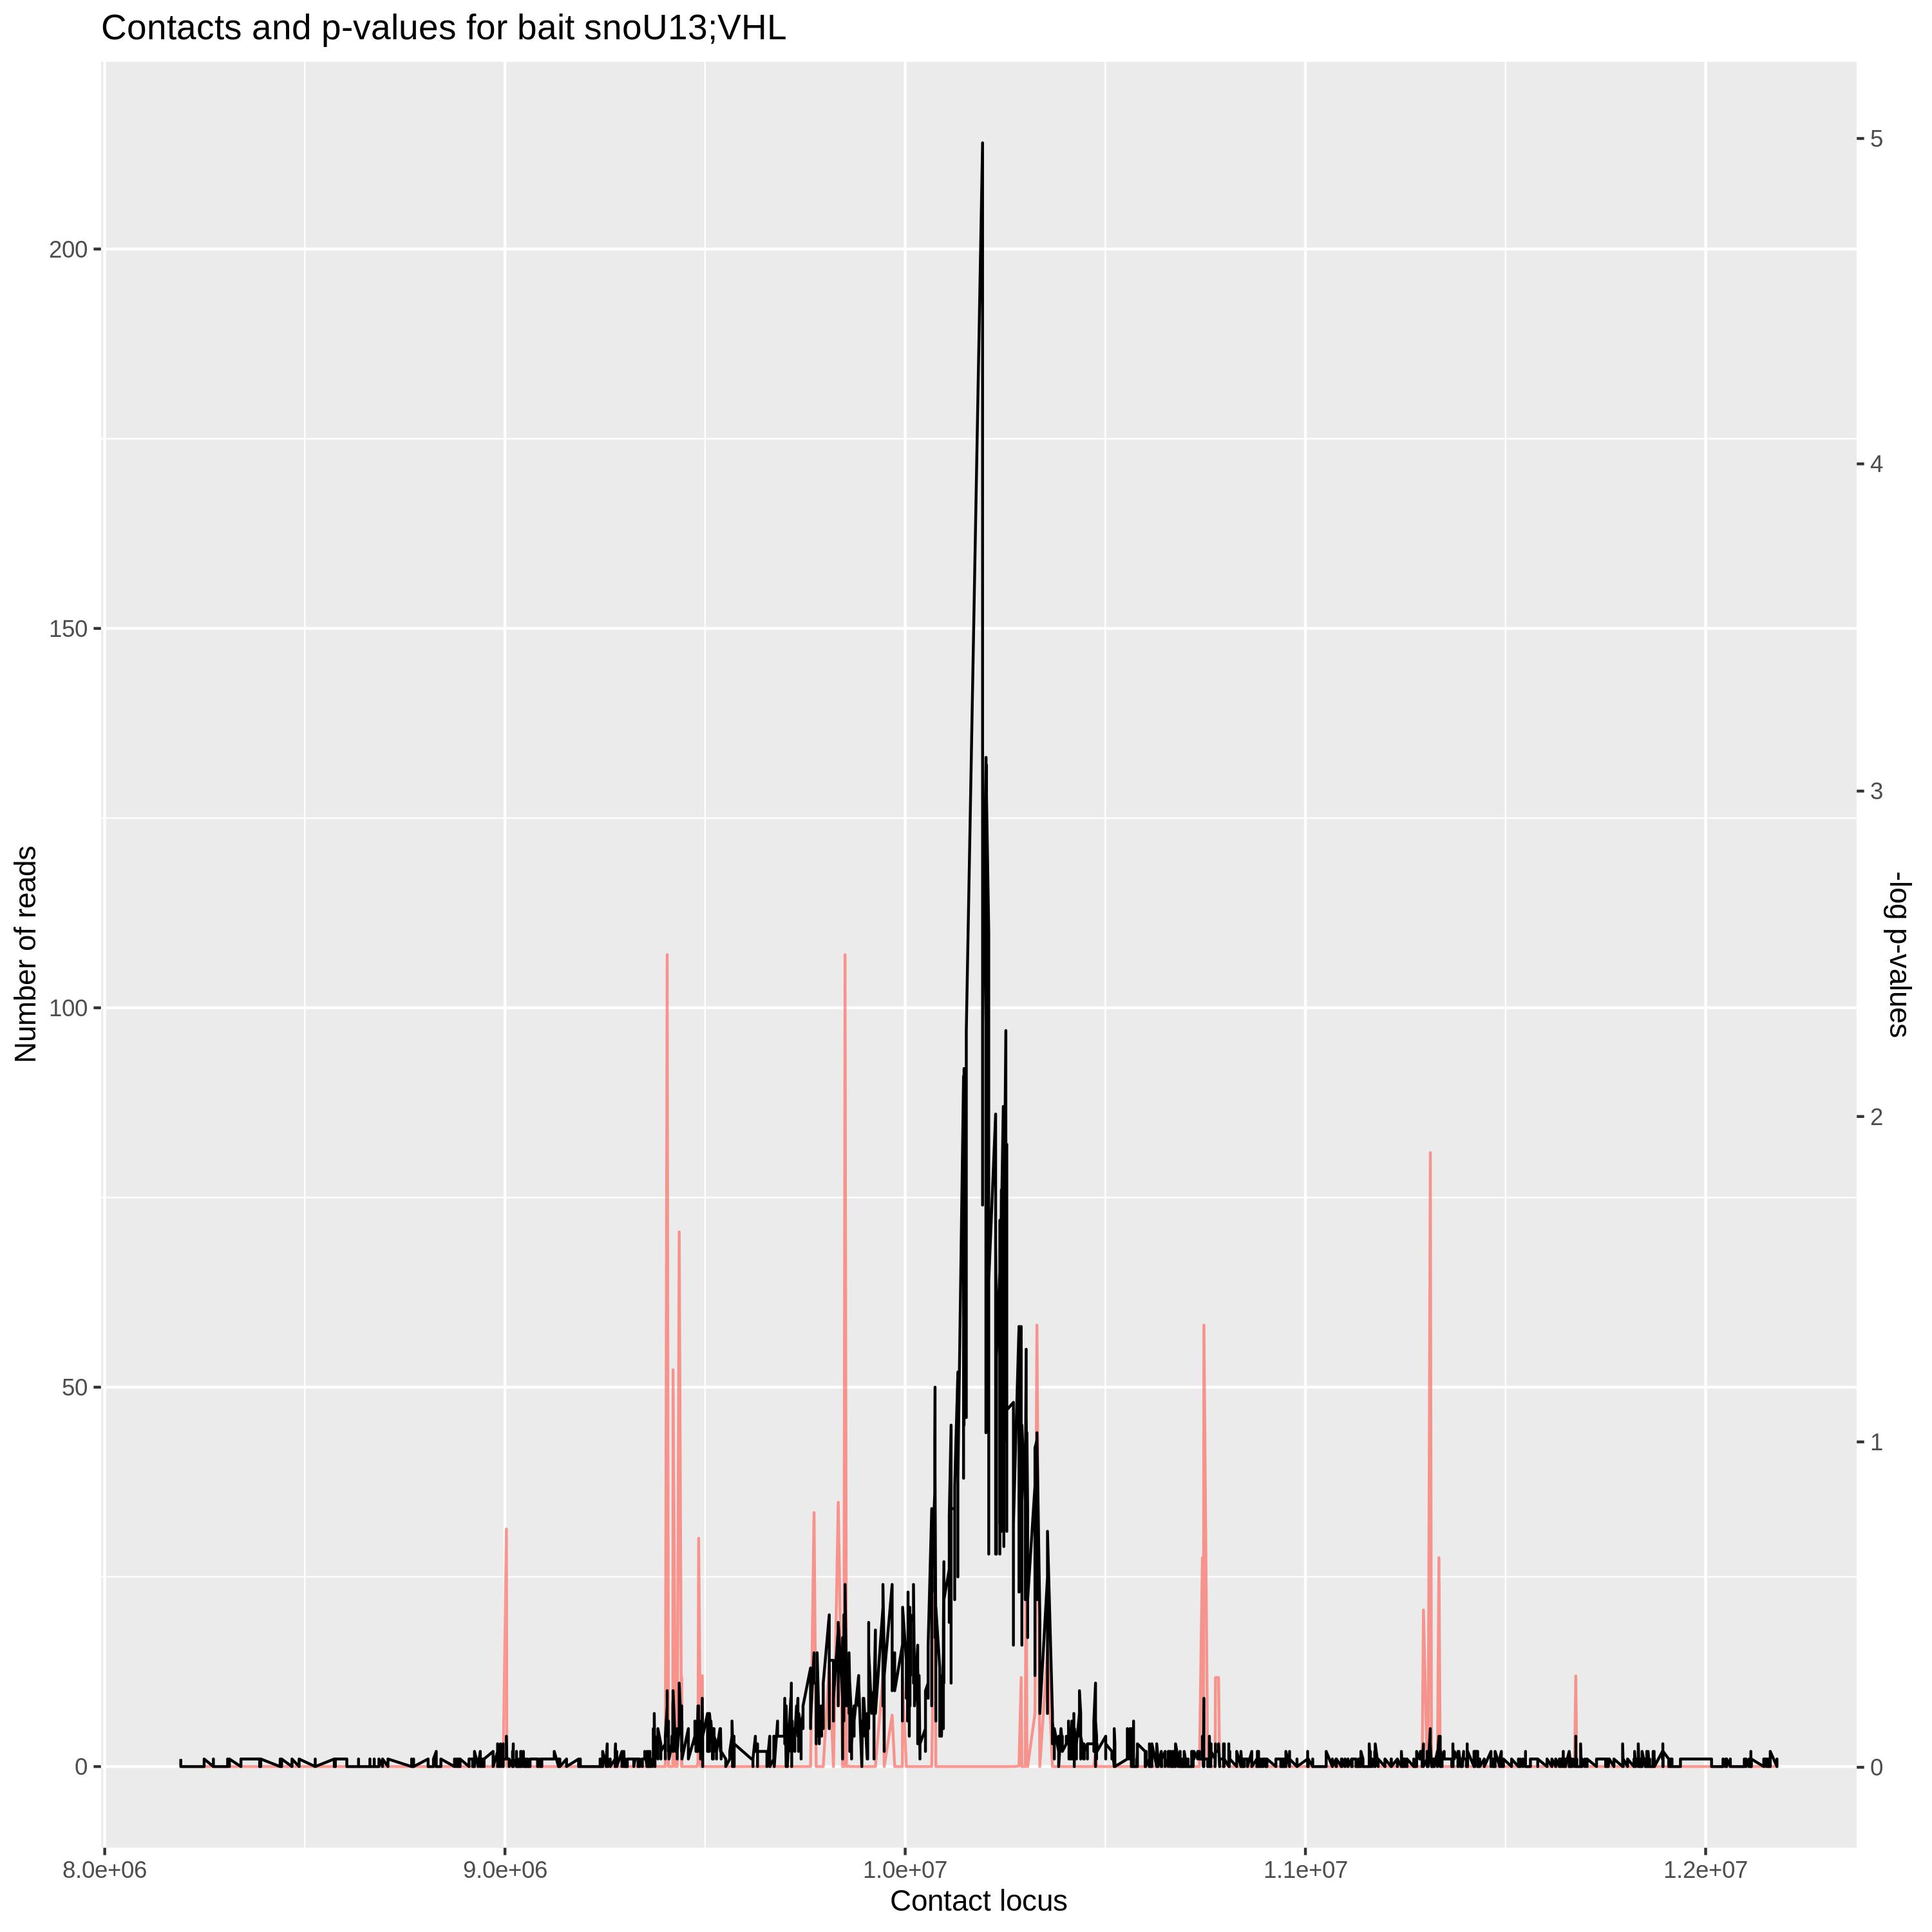 Contacts and p-values for bait snoU13;VHL
200
150
100
50
0
Number of reads
5
4
3
2
1
0
-log p-values
8.0e+06
9.0e+06
1.0e+07
1.1e+07
1.2e+07
Contact locus